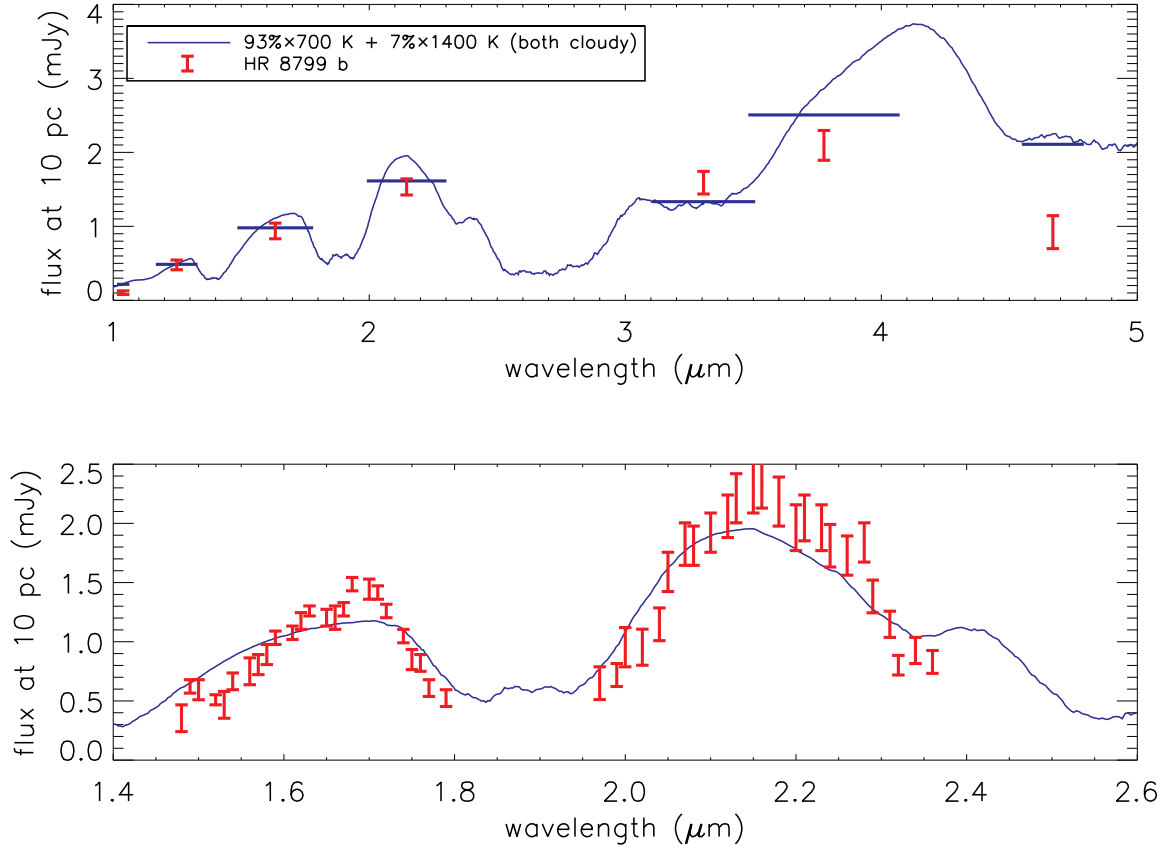 4
3
2
1
0
flux at 10 pc (mJy)
93%×700 K + 7%×1400 K (both cloudy)
HR 8799 b
1 2 3 4 5
wavelength (μm)
2.5
2.0
1.5
1.0
0.5
0.0
flux at 10 pc (mJy)
1.4 1.6 1.8 2.0 2.2 2.4 2.6
wavelength (μm)